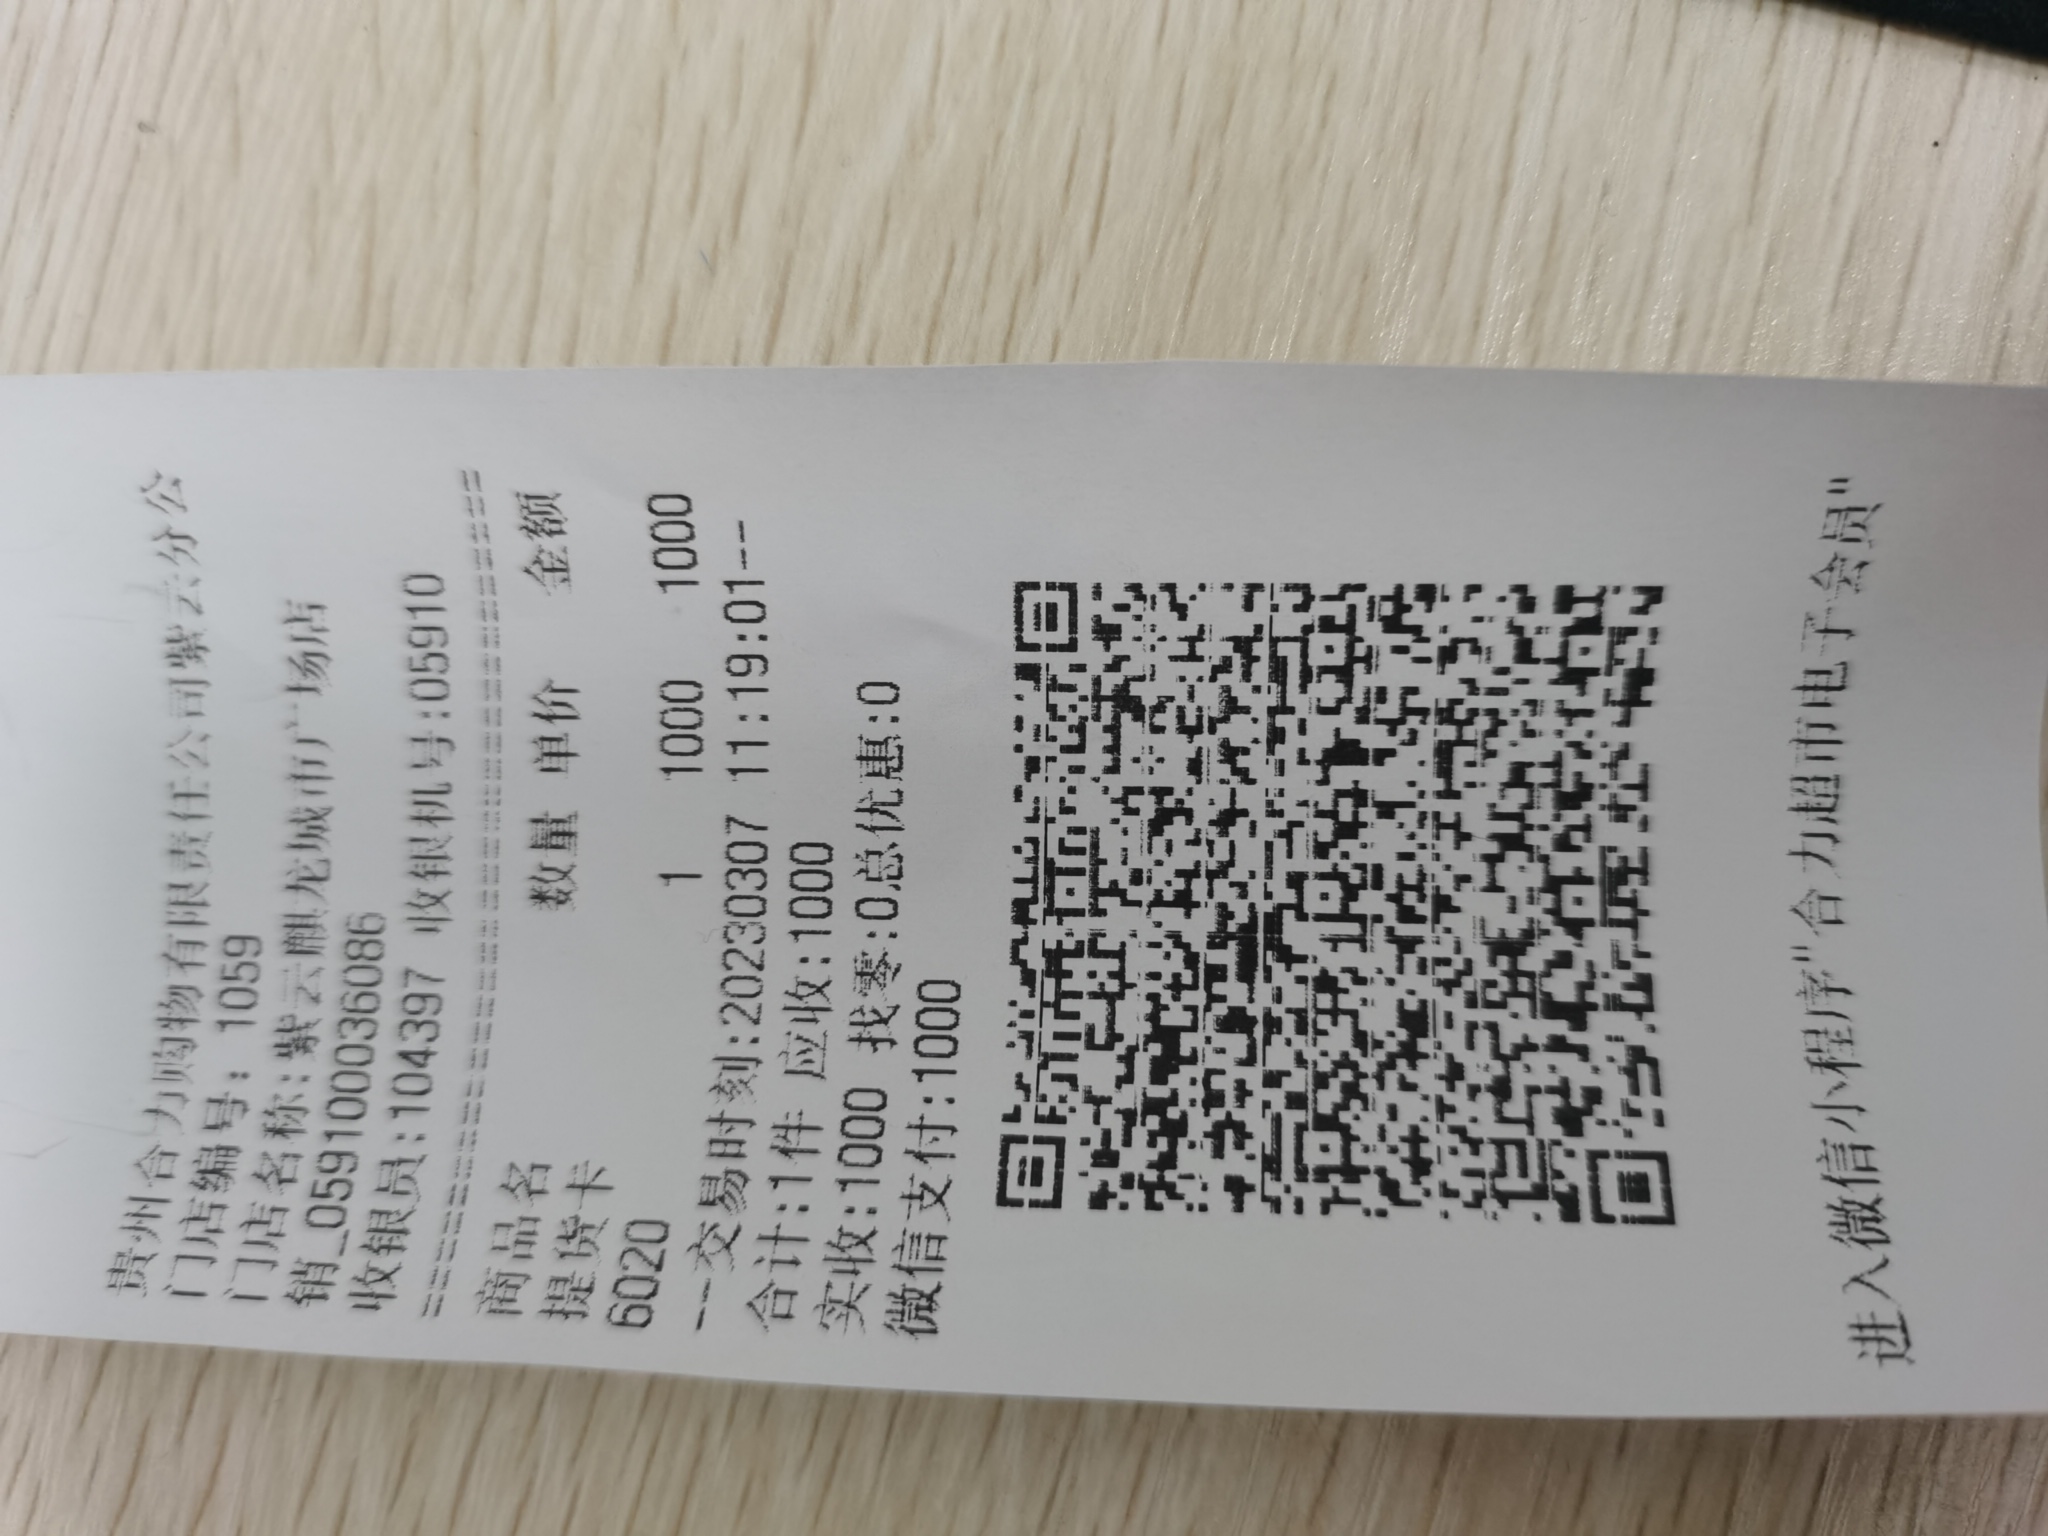 贵州合力购物有限责任公司紫云分公
门店编号: 1059
门店名称:紫云麒龙城市广场店
销_0591000036086
收银员:104397 收银机号:05910
================================
商品名 数量 单价 金额
提货卡
6020 1 1000 1000
---交易时刻:20230307 11:19:01---
合计:1件 应收:1000
实收:1000 找零:0总优惠:0
微信支付:1000
进入微信小程序"合力超市电子会员"